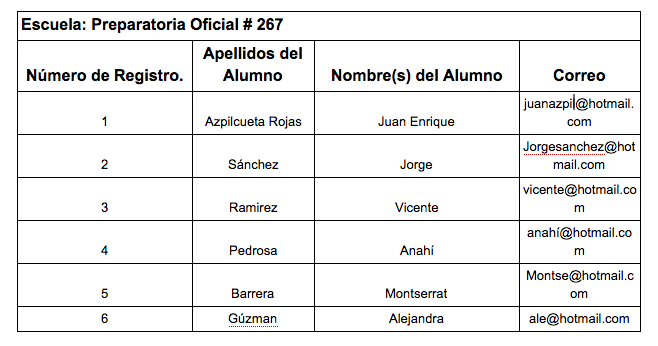 Escuela: Preparatoria Oficial # 267
Número de Registro. Apellidos del Alumno Nombre(s) del Alumno Correo
1 Azpilcueta Rojas Juan Enrique juanazpil@hotmail.com
2 Sánchez Jorge Jorgesanchez@hotmail.com
3 Ramirez Vicente vicente@hotmail.com
4 Pedrosa Anahí anahí@hotmail.com
5 Barrera Montserrat Montse@hotmail.com
6 Gúzman Alejandra ale@hotmail.com